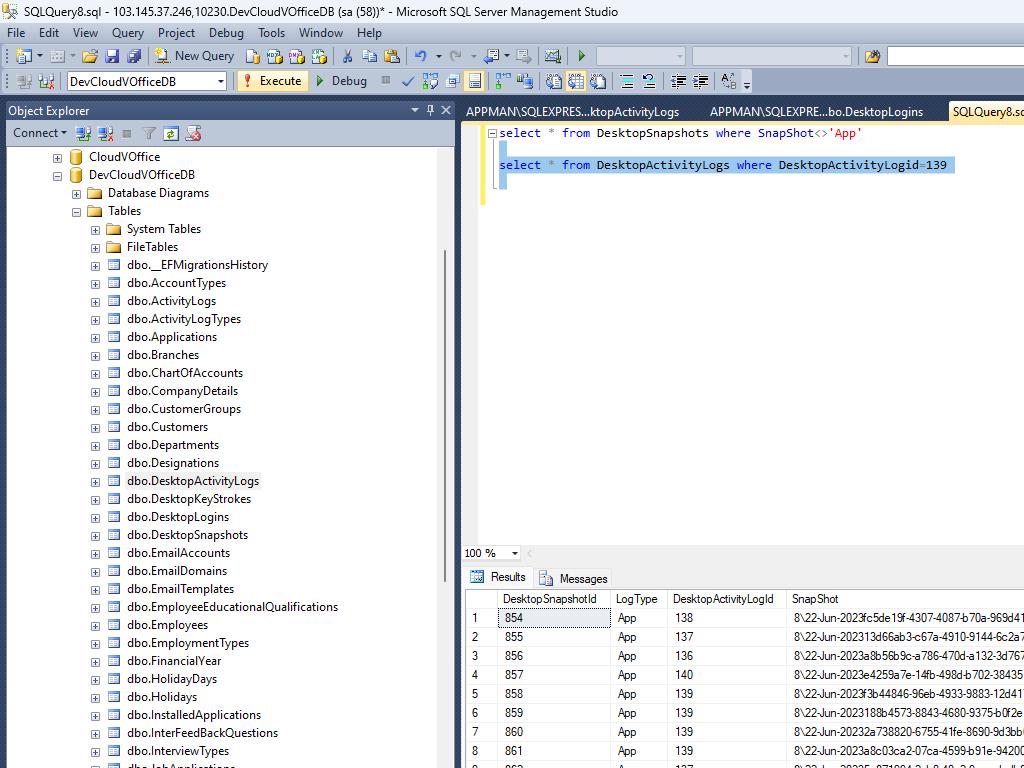 SQLQuery8.sql - 103.145.37.246,10230.DevCloudVOfficeDB (sa (58))* - Microsoft SQL Server Management Studio
File Edit View Query Project Debug Tools Window Help
New Query
DevCloudVOfficeDB Execute Debug
Object Explorer
Connect
CloudVOffice
DevCloudVOfficeDB
Database Diagrams
Tables
System Tables
FileTables
dbo.__EFMigrationsHistory
dbo.AccountTypes
dbo.ActivityLogs
dbo.ActivityLogTypes
dbo.Applications
dbo.Branches
dbo.ChartOfAccounts
dbo.CompanyDetails
dbo.CustomerGroups
dbo.Customers
dbo.Departments
dbo.Designations
dbo.DesktopActivityLogs
dbo.DesktopKeyStrokes
dbo.DesktopLogins
dbo.DesktopSnapshots
dbo.EmailAccounts
dbo.EmailDomains
dbo.EmailTemplates
dbo.EmployeeEducationalQualifications
dbo.Employees
dbo.EmploymentTypes
dbo.FinancialYear
dbo.HolidayDays
dbo.Holidays
dbo.InstalledApplications
dbo.InterFeedBackQuestions
dbo.InterviewTypes
APPMAN\SQLEXPRES...ktopActivityLogs APPMAN\SQLEXPRE...bo.DesktopLogins SQLQuery8.sq
select * from DesktopSnapshots where SnapShot<>'App'
select * from DesktopActivityLogs where DesktopActivityLogid=139
100 %
Results Messages
DesktopSnapshotId LogType DesktopActivityLogId SnapShot
1 854 App 138 8\22-Jun-2023fc5de19f-4307-4087-b70a-969d41
2 855 App 137 8\22-Jun-202313d66ab3-c67a-4910-9144-6c2a7
3 856 App 136 8\22-Jun-2023a8b56b9c-a786-470d-a132-3d767
4 857 App 140 8\22-Jun-2023e4259a7e-14fb-498d-b702-38435
5 858 App 139 8\22-Jun-2023f3b44846-96eb-4933-9883-12d41
6 859 App 139 8\22-Jun-2023188b4573-8843-4680-9375-b0f2e
7 860 App 139 8\22-Jun-20232a738820-6755-41fe-8690-9d3bb
8 861 App 139 8\22-Jun-2023a8c03ca2-07ca-4599-b91e-94200